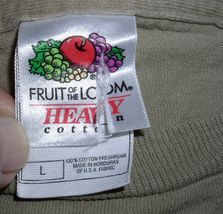 ®
FRUIT OF THE LOOM®
HEAVY
cotton
L
100% COTTON PRESHRUNK
MADE IN HONDURAS
OF U.S.A. FABRIC